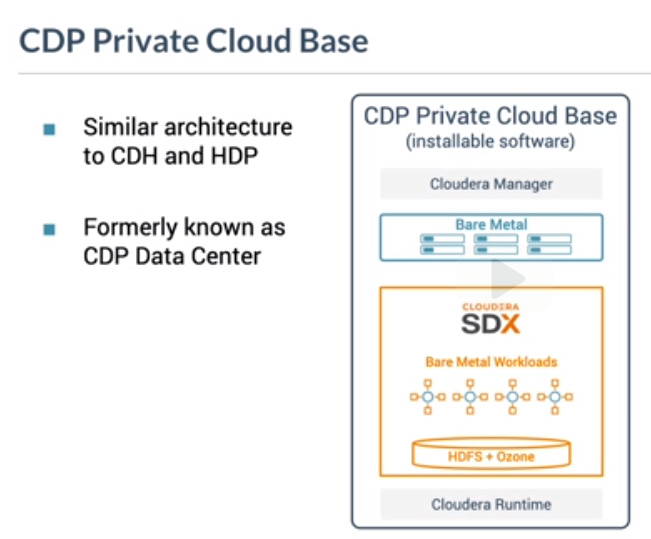 CDP Private Cloud Base
Similar architecture
to CDH and HDP
Formerly known as
CDP Data Center
CDP Private Cloud Base
(installable software)
Cloudera Manager
Bare Metal
CLOUDERA
SDX
Bare Metal Workloads
HDFS + Ozone
Cloudera Runtime